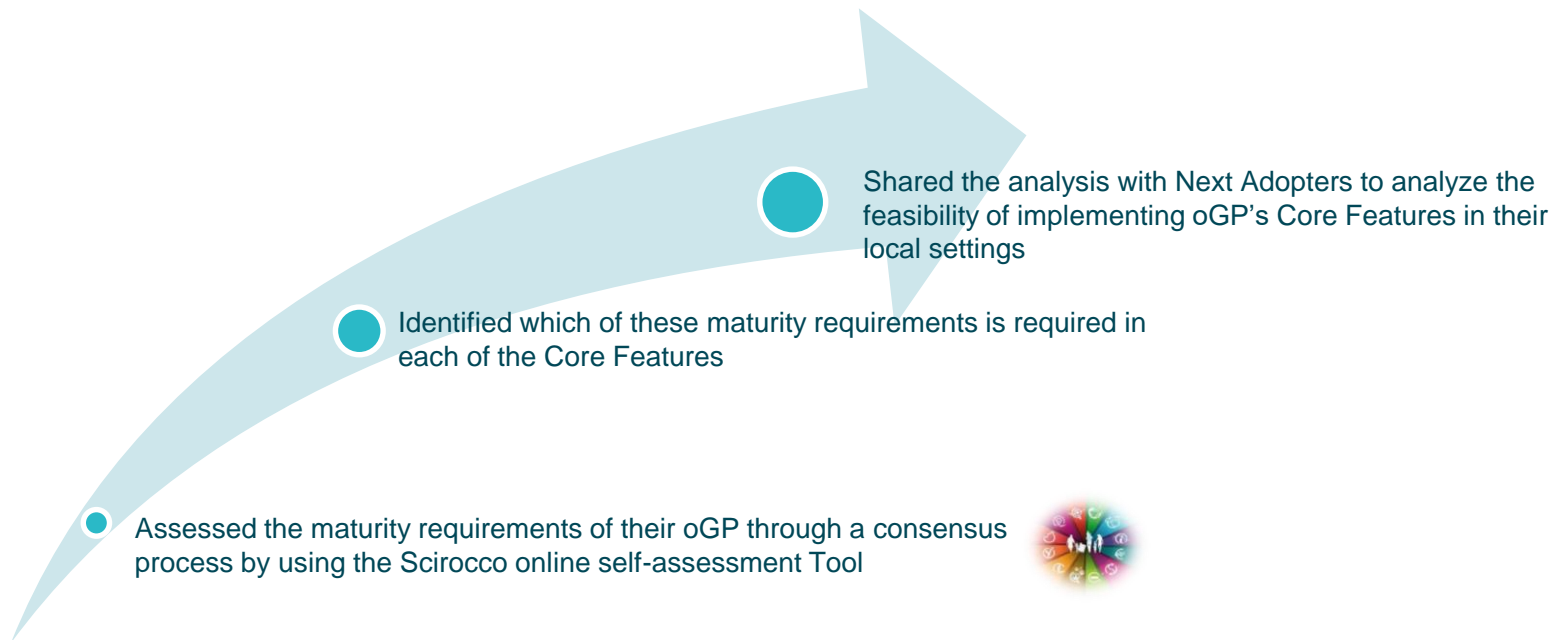 Shared the analysis with Next Adopters to analyze the
feasibility of implementing oGP's Core Features in their
local settings
Identified which of these maturity requirements is required in
each of the Core Features
Assessed the maturity requirements of their oGP through a consensus
process by using the Scirocco online self-assessment Tool